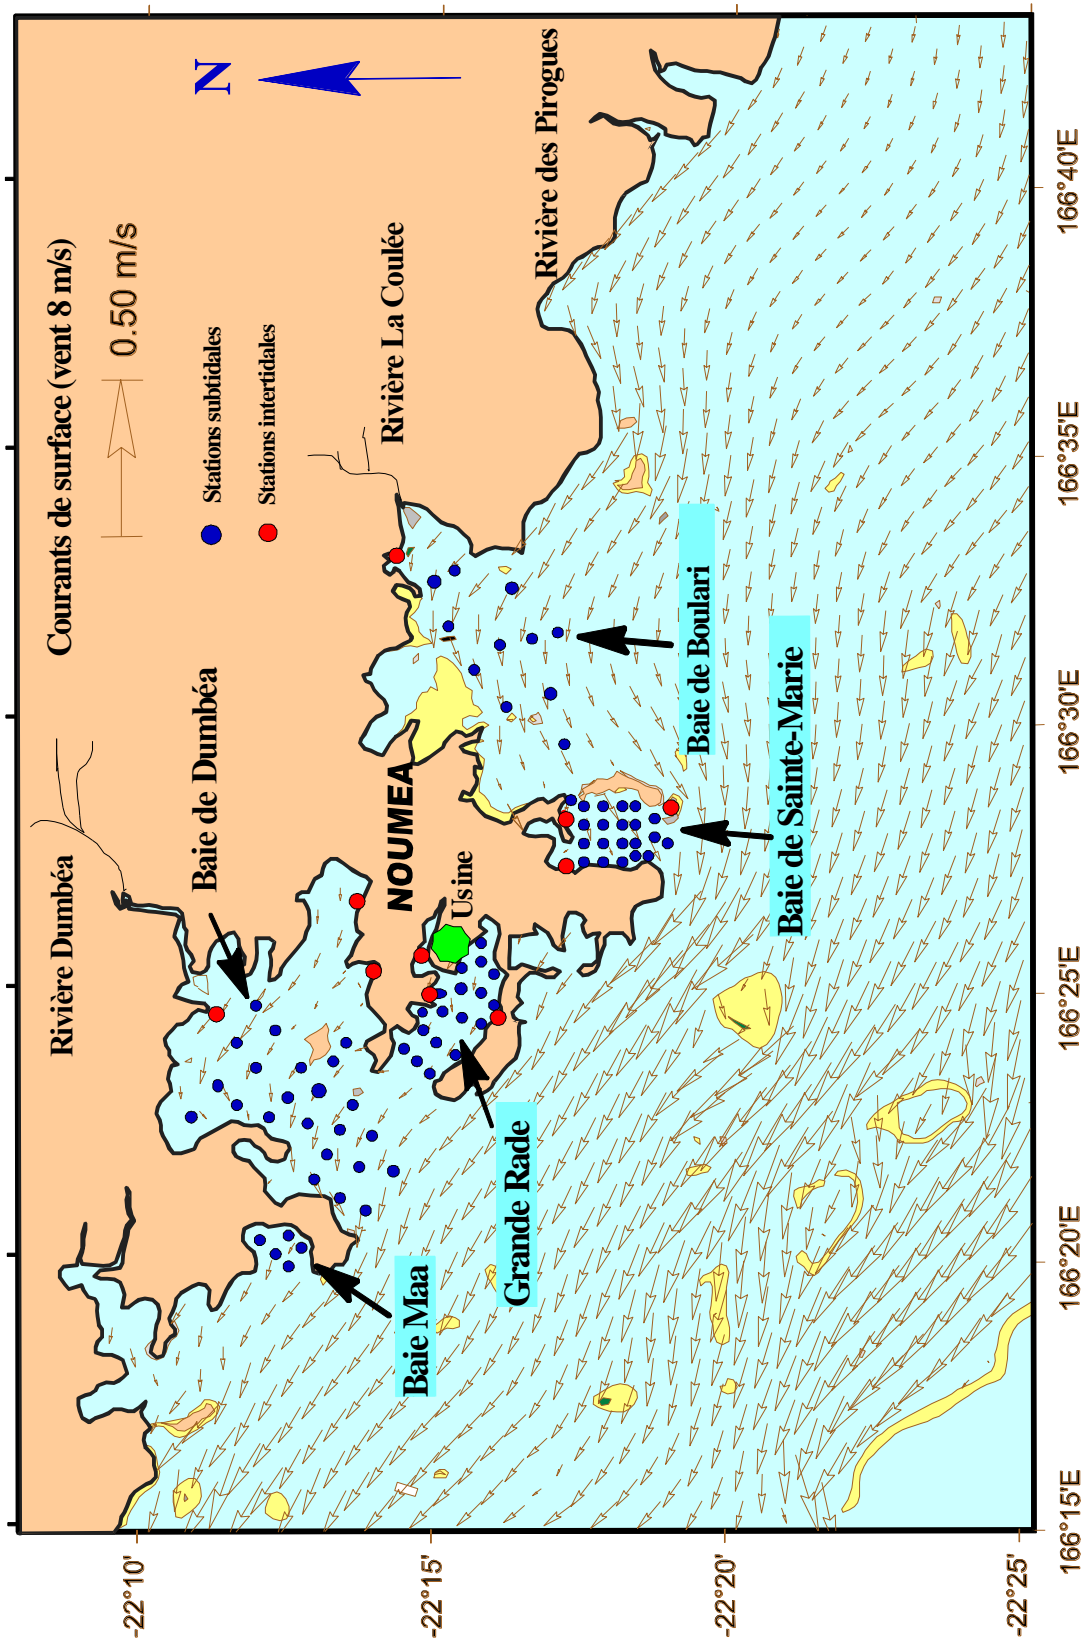 Courants de surface (vent 8 m/s)
0.50 m/s
N
Stations subtidales
Stations intertidales
Rivière Dumbéa
Baie de Dumbéa
Rivière La Coulée
Rivière des Pirogues
NOUMEA
Usine
Baie Maa
Grande Rade
Baie de Boulari
Baie de Sainte-Marie
-22°10'
-22°15'
-22°20'
-22°25'
166°15'E
166°20'E
166°25'E
166°30'E
166°35'E
166°40'E